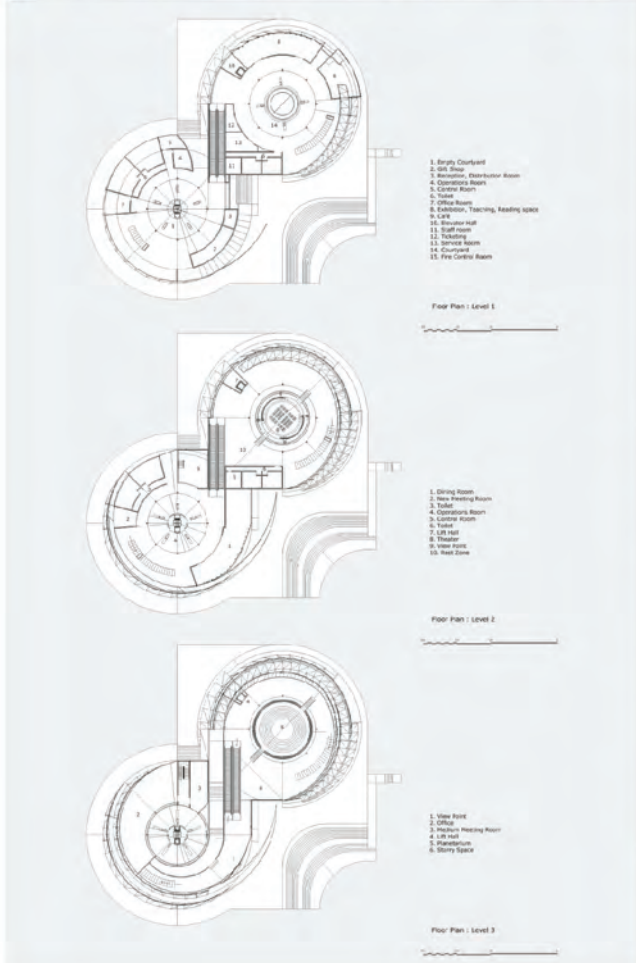 1. Empty Courtyard
2. Gift Shop
3. Reception, Distribution Room
4. Operations Room
5. Control Room
6. Toilet
7. Office Room
8. Exhibition, Teaching, Reading space
9. Café
10. Elevator Hall
11. Staff room
12. Ticketing
13. Service Room
14. Courtyard
15. Fire Control Room
Floor Plan : Level 1
1. Dining Room
2. New Meeting Room
3. Toilet
4. Operations Room
5. Control Room
6. Toilet
7. Lift Hall
8. Theater
9. View Point
10. Rest Zone
Floor Plan : Level 2
1. View Point
2. Office
3. Medium Meeting Room
4. Lift Hall
5. Planetarium
6. Starry Space
Floor Plan : Level 3